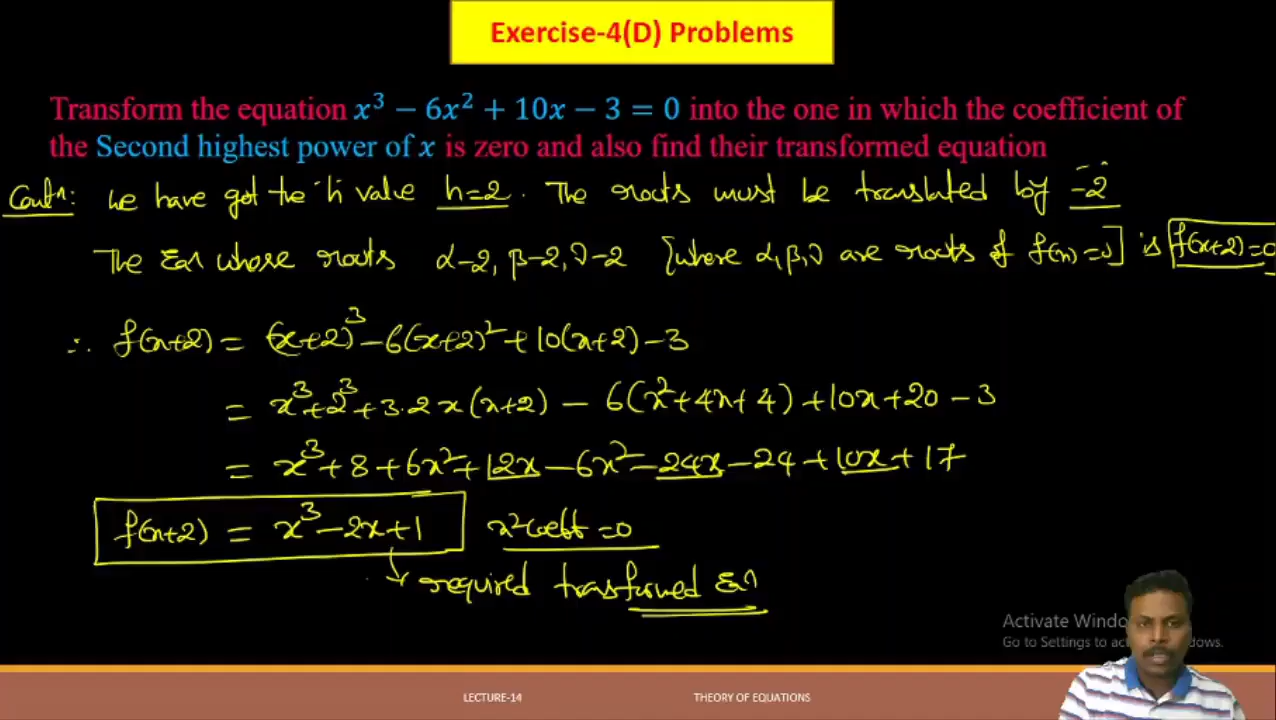 Exercise-4(D) Problems
Transform the equation x³ − 6x² + 10x − 3 = 0 into the one in which the coefficient of
the Second highest power of x is zero and also find their transformed equation
Contn: we have got the 'h' value h=2. The roots must be translated by -2
The Eqn whose roots α-2, β-2, γ-2 [where α, β, γ are roots of f(x)=0] is f(x+2)=0
∴ f(x+2) = (x+2)³ - 6(x+2)² + 10(x+2) - 3
= x³ + 2³ + 3.2x(x+2) - 6(x² + 4x + 4) + 10x + 20 - 3
= x³ + 8 + 6x² + 12x - 6x² - 24x - 24 + 10x + 17
f(x+2) = x³ - 2x + 1 x² coeff = 0
→ required transformed Eqn
Activate Windo
Go to Settings to ac dows.
LECTURE-14 THEORY OF EQUATIONS